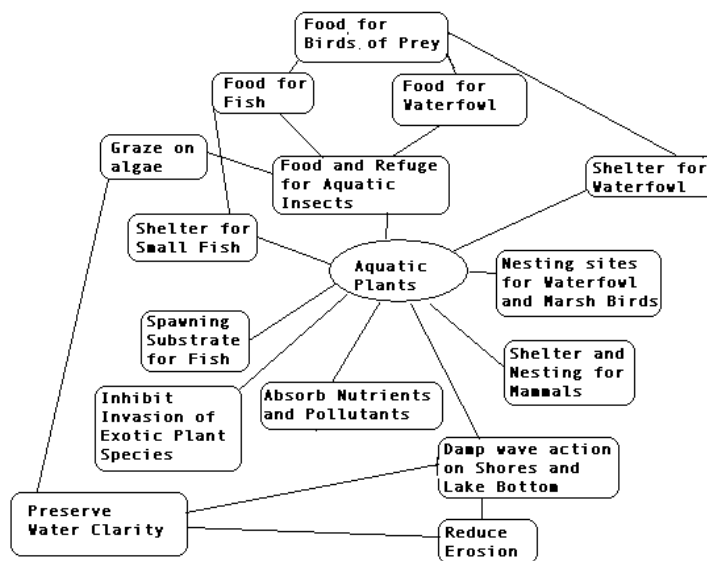 Food for
Birds of Prey
Food for
Fish
Food for
Waterfowl
Graze on
algae
Food and Refuge
for Aquatic
Insects
Shelter for
Waterfowl
Shelter for
Small Fish
Aquatic
Plants
Nesting sites
for Waterfowl
and Marsh Birds
Spawning
Substrate
for Fish
Shelter and
Nesting for
Mammals
Inhibit
Invasion of
Exotic Plant
Species
Absorb Nutrients
and Pollutants
Damp wave action
on Shores and
Lake Bottom
Preserve
Water Clarity
Reduce
Erosion